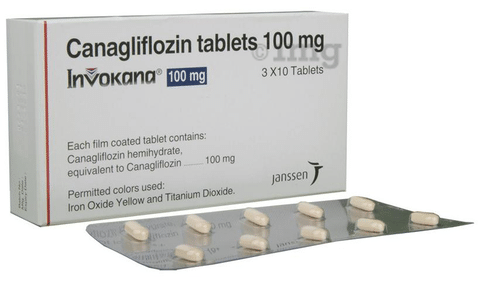 Canagliflozin tablets 100 mg
Invokana® 100 mg
3 X10 Tablets
Each film coated tablet contains:
Canagliflozin hemihydrate,
equivalent to Canagliflozin ........ 100 mg
Permitted colors used:
Iron Oxide Yellow and Titanium Dioxide.
janssen
1mg